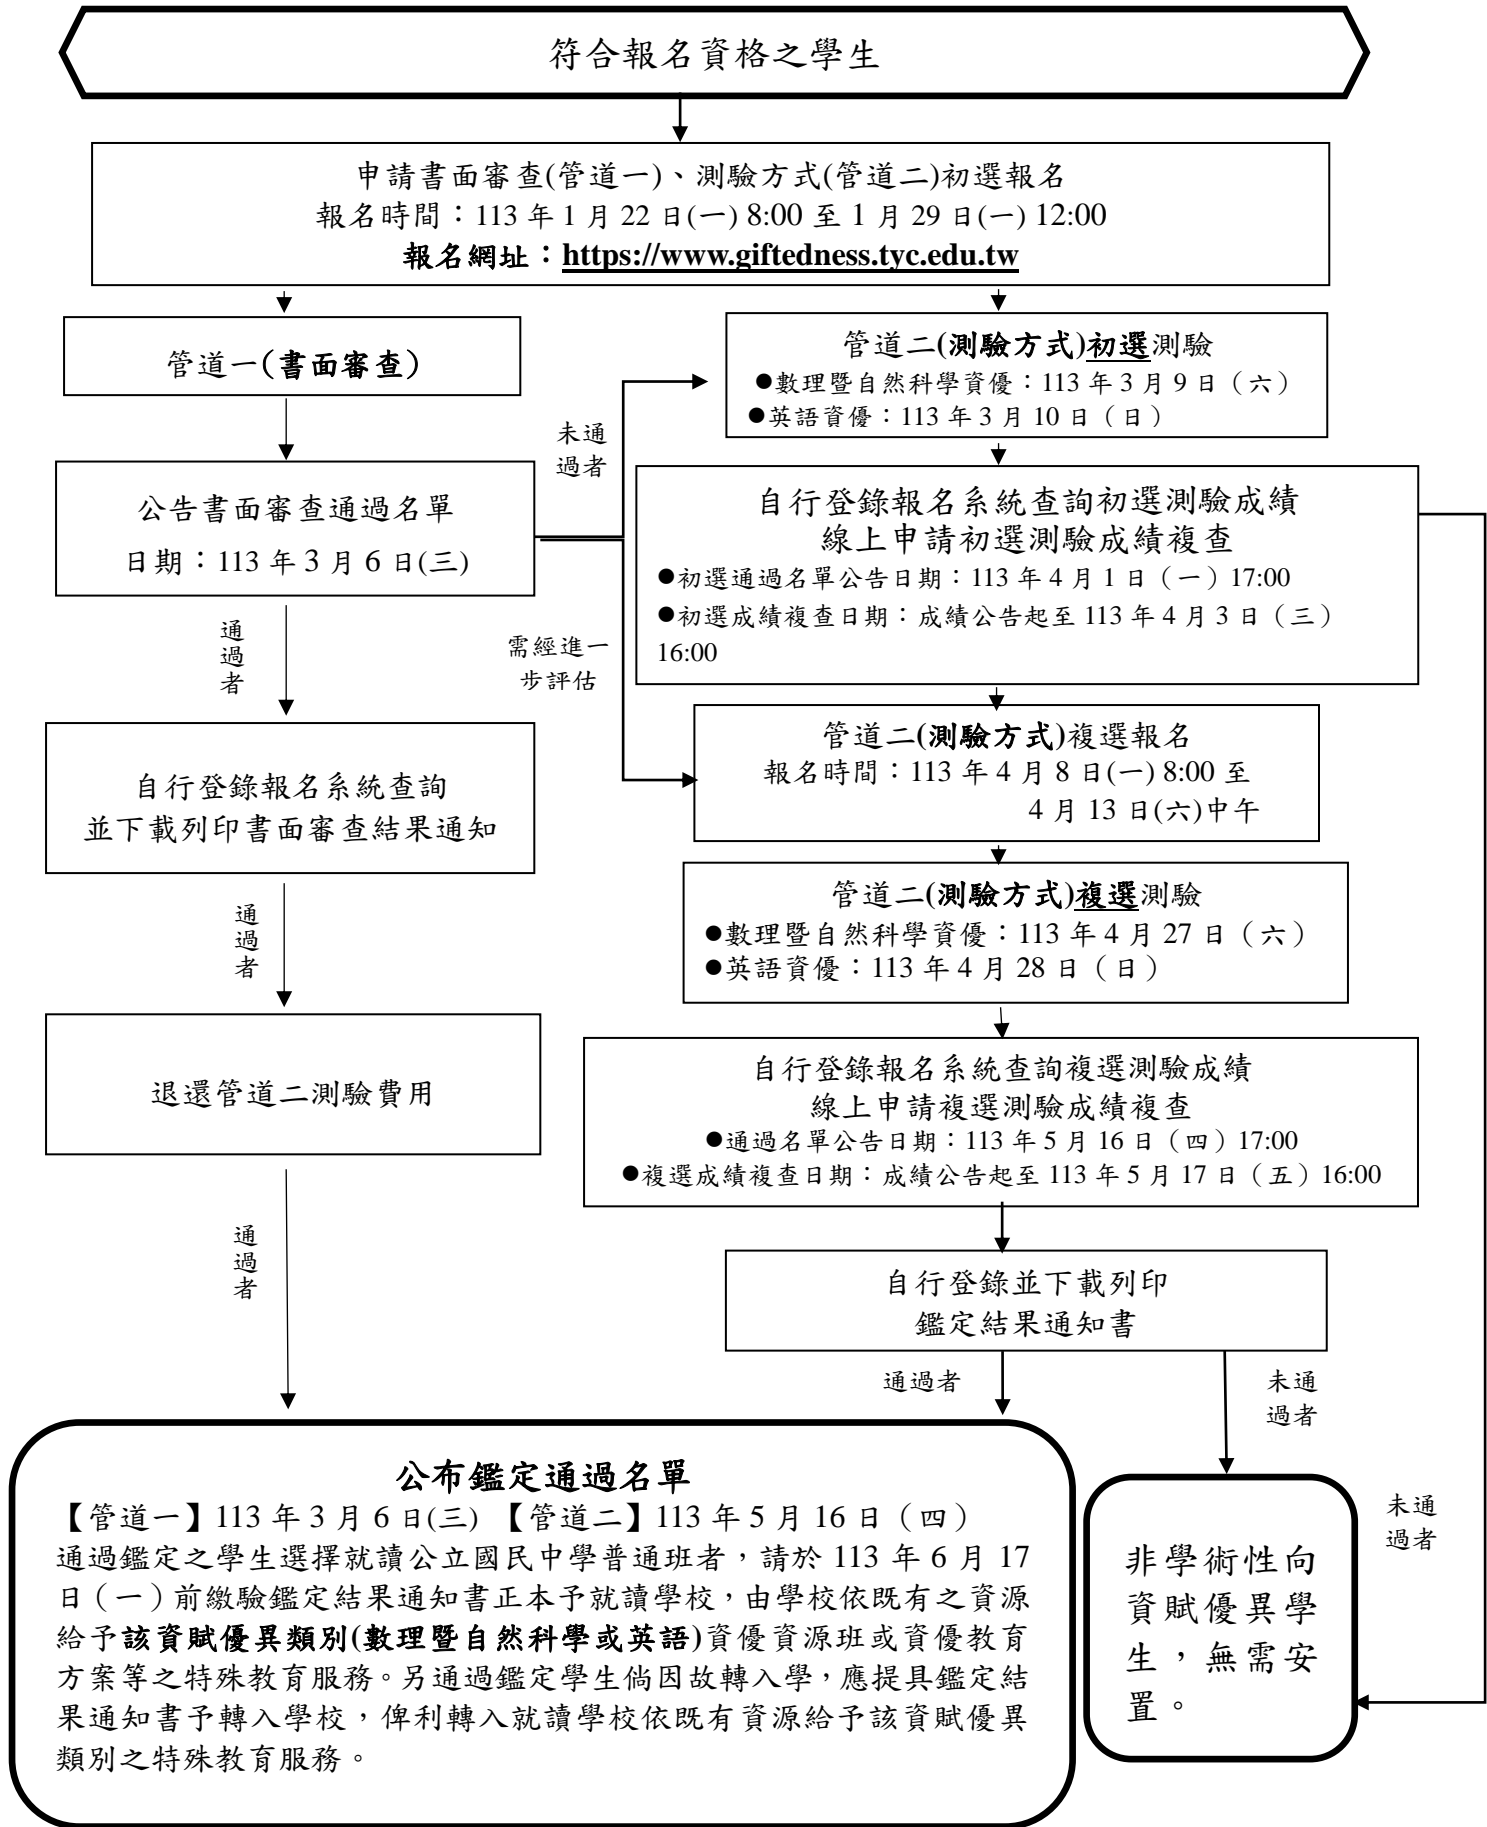 符合報名資格之學生
申請書面審查(管道一)、測驗方式(管道二)初選報名
報名時間：113 年 1 月 22 日(一) 8:00 至 1 月 29 日(一) 12:00
報名網址：https://www.giftedness.tyc.edu.tw
管道一(書面審查)
管道二(測驗方式)初選測驗
●數理暨自然科學資優：113 年 3 月 9 日（六）
●英語資優：113 年 3 月 10 日（日）
未通
過者
公告書面審查通過名單
日期：113 年 3 月 6 日(三)
自行登錄報名系統查詢初選測驗成績
線上申請初選測驗成績複查
●初選通過名單公告日期：113 年 4 月 1 日（一）17:00
●初選成績複查日期：成績公告起至 113 年 4 月 3 日（三）
16:00
通
過
者
需經進一
步評估
自行登錄報名系統查詢
並下載列印書面審查結果通知
管道二(測驗方式)複選報名
報名時間：113 年 4 月 8 日(一) 8:00 至
4 月 13 日(六)中午
通
過
者
管道二(測驗方式)複選測驗
●數理暨自然科學資優：113 年 4 月 27 日（六）
●英語資優：113 年 4 月 28 日（日）
退還管道二測驗費用
自行登錄報名系統查詢複選測驗成績
線上申請複選測驗成績複查
●通過名單公告日期：113 年 5 月 16 日（四）17:00
●複選成績複查日期：成績公告起至 113 年 5 月 17 日（五）16:00
通
過
者
自行登錄並下載列印
鑑定結果通知書
通過者
未通
過者
公布鑑定通過名單
【管道一】113 年 3 月 6 日(三) 【管道二】113 年 5 月 16 日（四）
通過鑑定之學生選擇就讀公立國民中學普通班者，請於 113 年 6 月 17
日（一）前繳驗鑑定結果通知書正本予就讀學校，由學校依既有之資源
給予該資賦優異類別(數理暨自然科學或英語)資優資源班或資優教育
方案等之特殊教育服務。另通過鑑定學生倘因故轉入學，應提具鑑定結
果通知書予轉入學校，俾利轉入就讀學校依既有資源給予該資賦優異
類別之特殊教育服務。
非學術性向
資賦優異學
生，無需安
置。
未通
過者